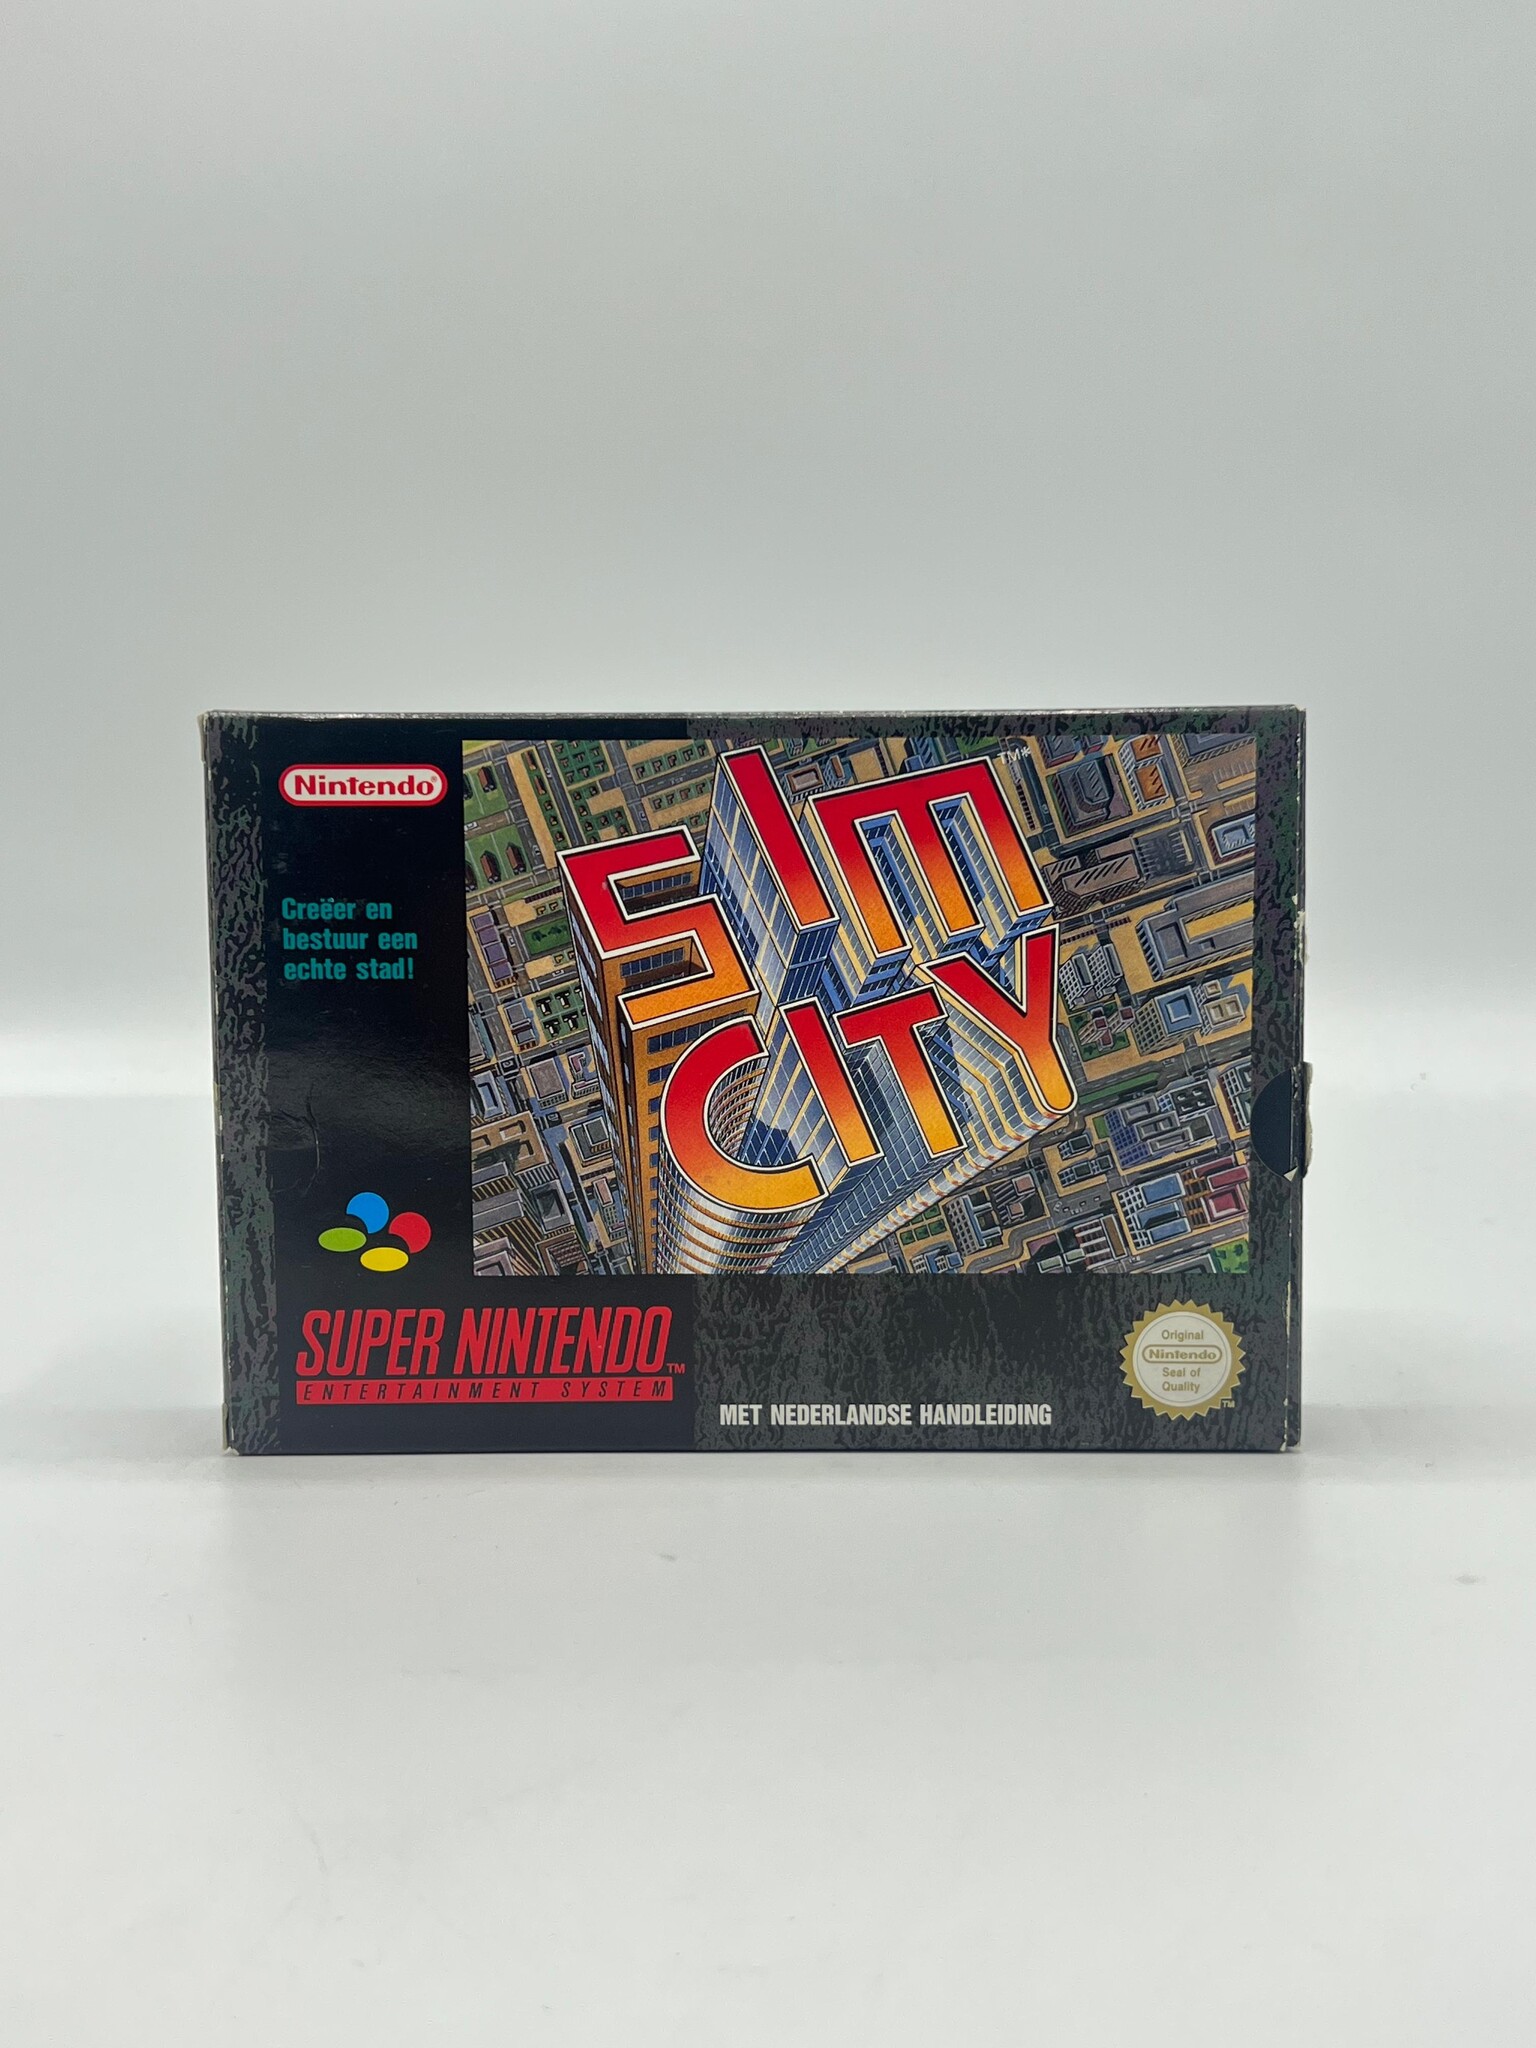 Nintendo®
Creëer en
bestuur een
echte stad!
SIM
TM*
CITY
SUPER NINTENDO
TM
ENTERTAINMENT SYSTEM
MET NEDERLANDSE HANDLEIDING
Original
Nintendo
Seal of
Quality
TM